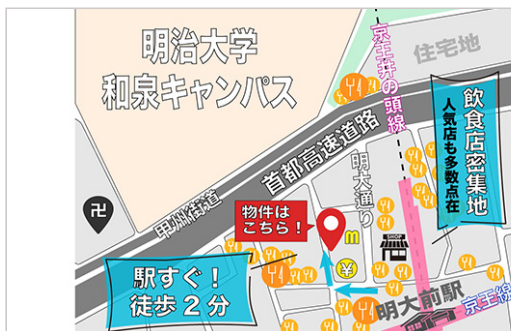 明治大学
和泉キャンパス
京王井の頭線
住宅地
飲食店密集地
人気店も多数点在
首都高速道路
甲州街道
明大通り
物件は
こちら！
m
SHOP
¥
卍
駅すぐ！
徒歩２分
明大前駅
京王線